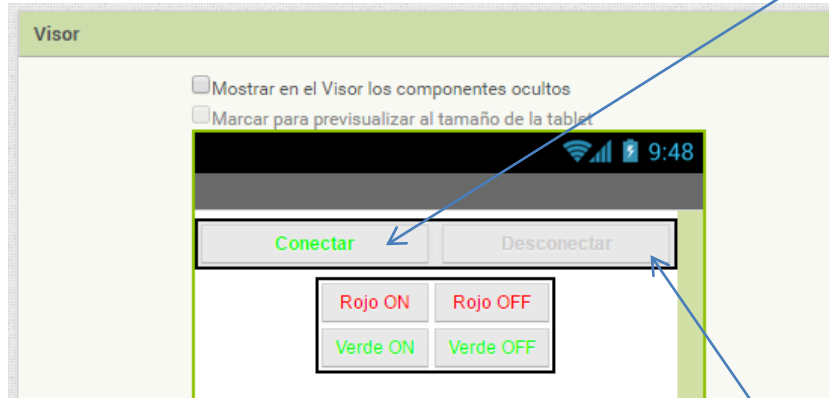 Visor
Mostrar en el Visor los componentes ocultos
Marcar para previsualizar al tamaño de la tablet
9:48
Conectar Desconectar
Rojo ON Rojo OFF
Verde ON Verde OFF